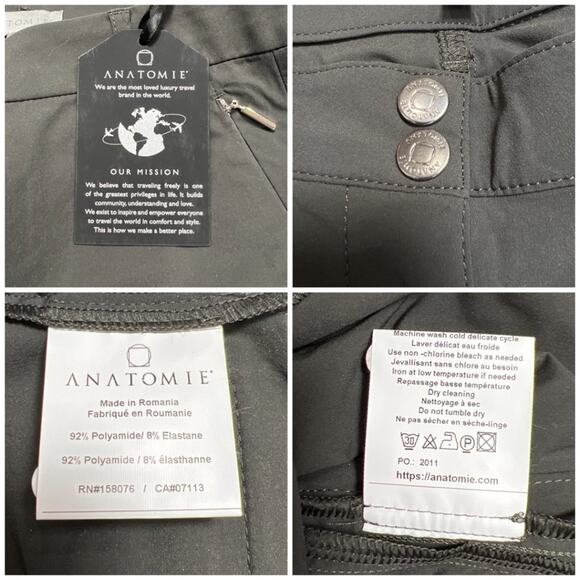 TOMIE
ANATOMIE®
We are the most loved luxury travel
brand in the world.
OUR MISSION
We believe that traveling freely is one
of the greatest privileges in life. It builds
community, understanding and love.
We exist to inspire and empower everyone
to travel the world in comfort and style.
This is how we make a better place.
ANATOMIE
ANATOMIE
ANATOMIE®
Made in Romania
Fabriqué en Roumanie
92% Polyamide/ 8% Elastane
92% Polyamide / 8% élasthanne
RN#158076 / CA#07113
Machine wash cold delicate cycle
Laver délicat eau froide
Use non -chlorine bleach as needed
Jevallisant sans chlore au besoin
Iron at low temperature if needed
Repassage basse température
Dry cleaning
Nettoyage à sec
Do not tumble dry
Ne pas sécher en sèche-linge
30
P
PO.: 2011
https://anatomie.com